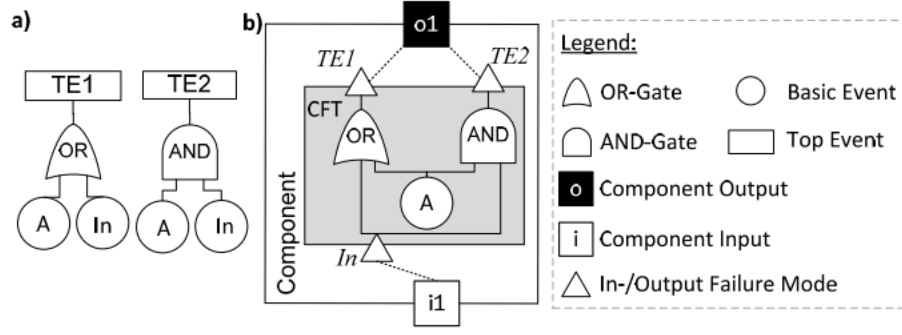 a)
TE1
TE2
OR
AND
A
In
A
In
b)
o1
TE1
TE2
CFT
OR
AND
A
Component
In
i1
Legend:
OR-Gate
Basic Event
AND-Gate
Top Event
o Component Output
i Component Input
In-/Output Failure Mode